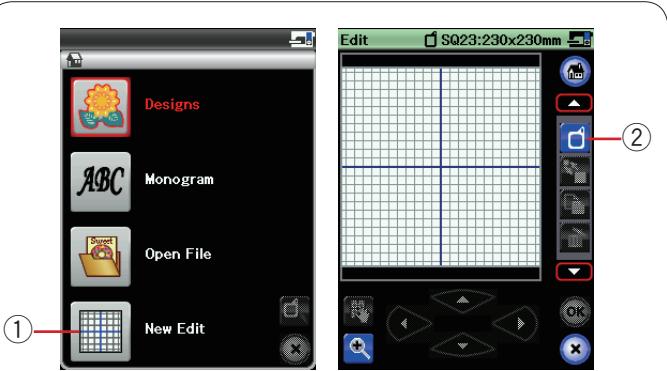 Designs
ABC Monogram
Sweet
Open File
① New Edit
Edit SQ23:230x230mm
②
OK